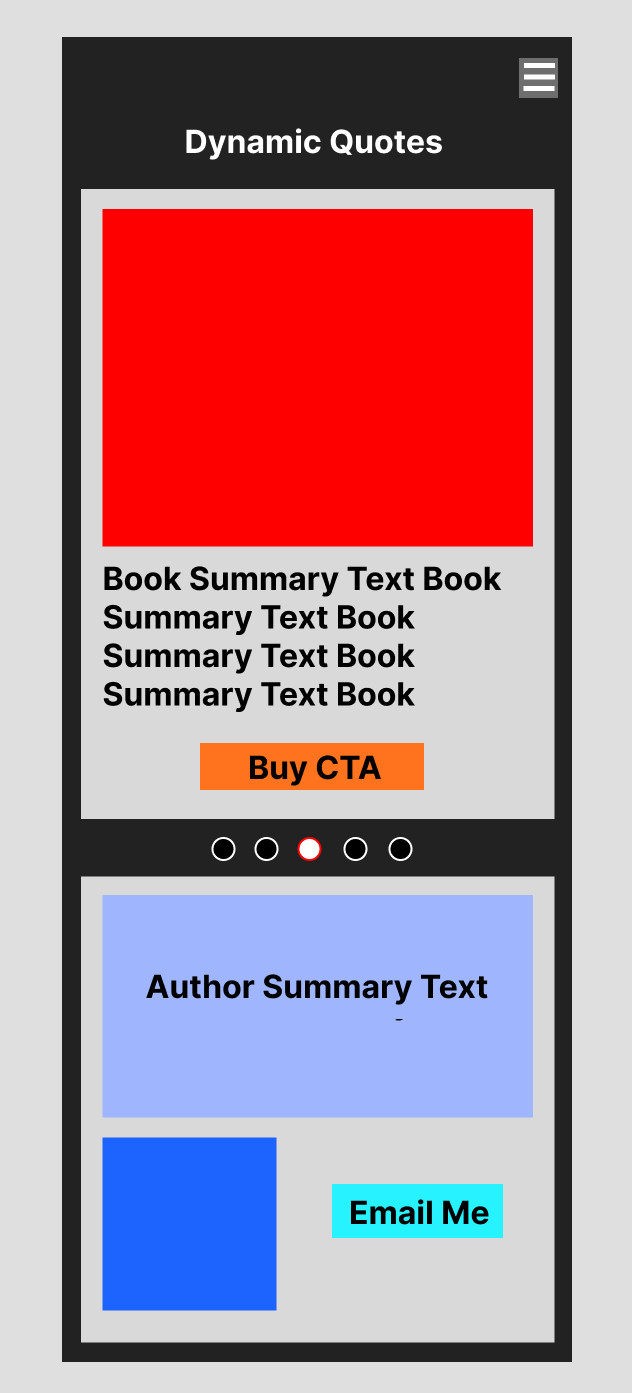 Dynamic Quotes
Book Summary Text Book
Summary Text Book
Summary Text Book
Summary Text Book
Buy CTA
Author Summary Text
Email Me